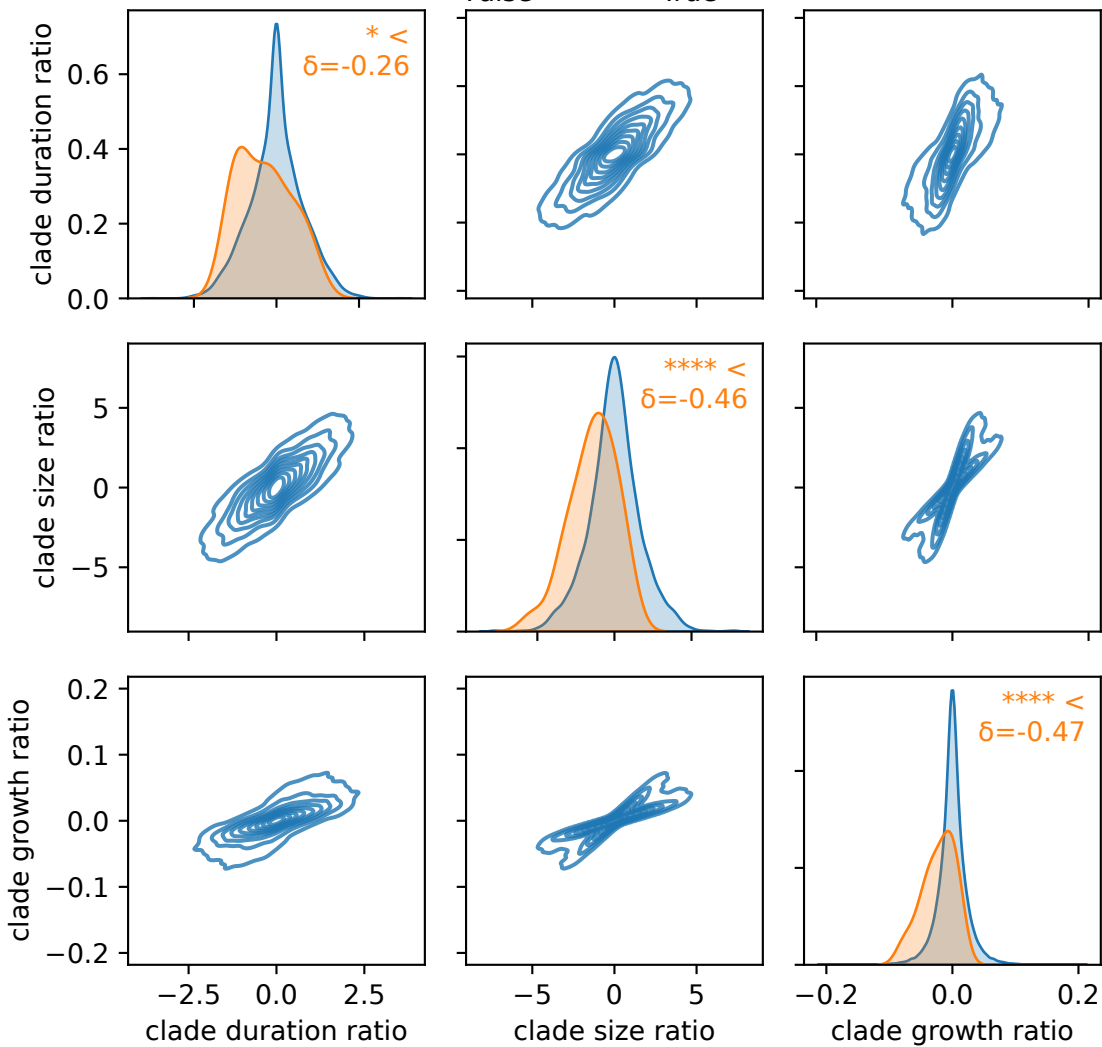 * <
δ=-0.26
clade duration ratio
0.6
0.4
0.2
0.0
**** <
δ=-0.46
clade size ratio
5
0
−5
**** <
δ=-0.47
clade growth ratio
0.2
0.1
0.0
−0.1
−0.2
−2.5 0.0 2.5
−5 0 5
−0.2 0.0 0.2
clade duration ratio
clade size ratio
clade growth ratio